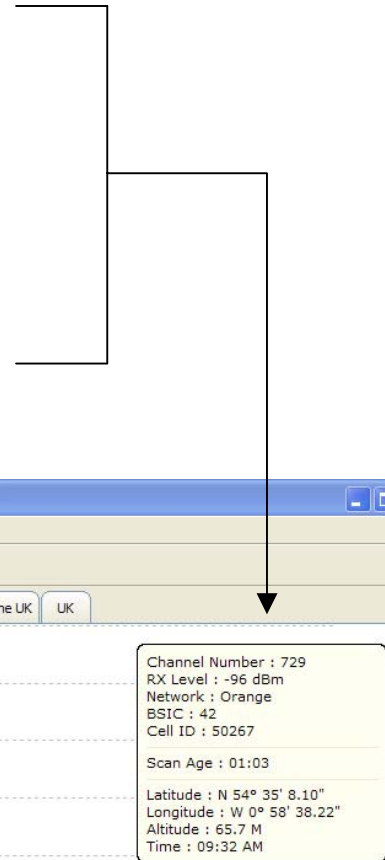 ne UK UK
Channel Number : 729
RX Level : -96 dBm
Network : Orange
BSIC : 42
Cell ID : 50267
Scan Age : 01:03
Latitude : N 54° 35' 8.10"
Longitude : W 0° 58' 38.22"
Altitude : 65.7 M
Time : 09:32 AM